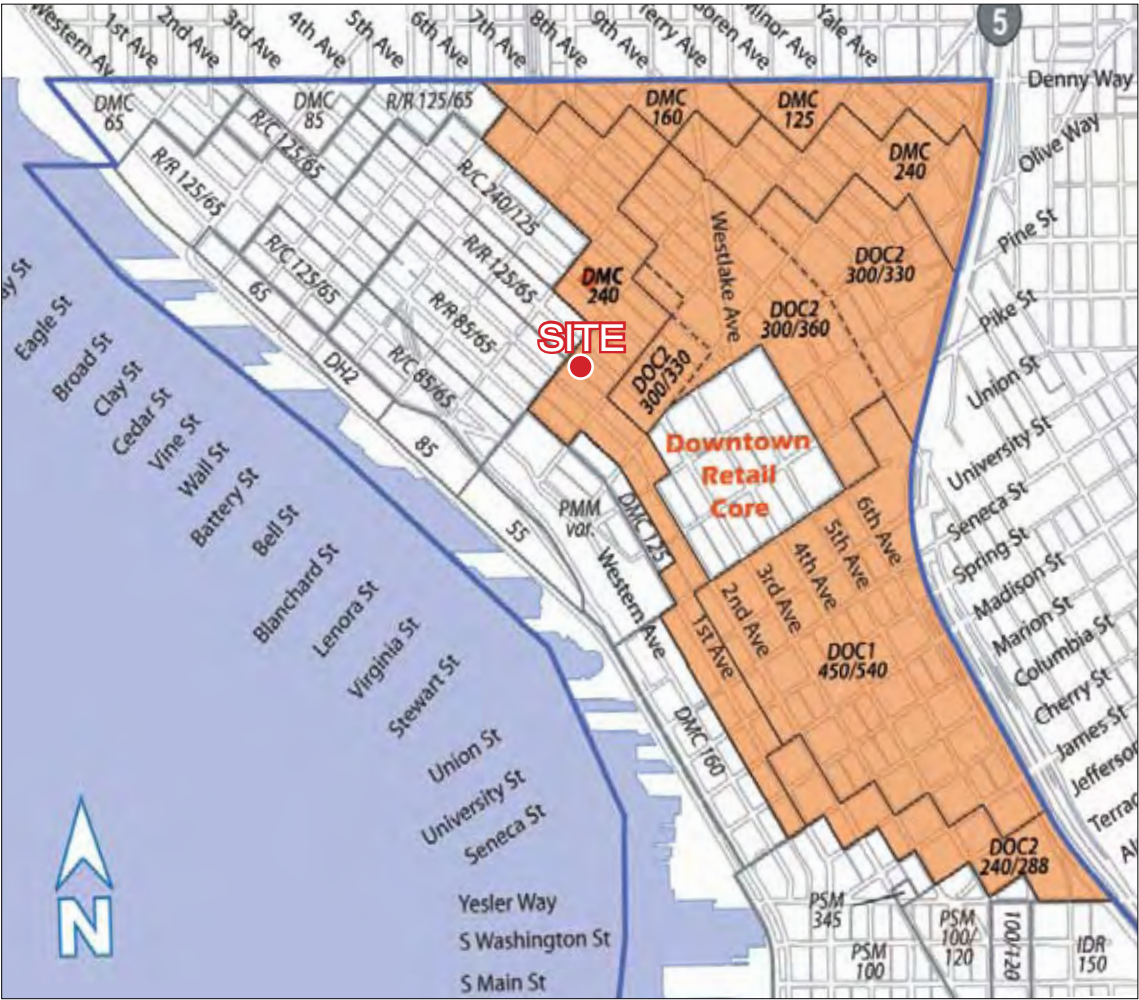 Western Av
1st Ave
2nd Ave
3rd Ave
4th Ave
5th Ave
6th Ave
7th Ave
8th Ave
9th Ave
Terry Ave
Minor Ave
Yale Ave
5
Denny Way
Olive Way
Pine St
Pike St
Union St
University St
Seneca St
Spring St
Madison St
Marion St
Columbia St
Cherry St
James St
Jefferso
Terrac
DMC
65
DMC
85
R/R 125/65
R/C 125/65
R/R 125/65
R/C 240/125
DMC
160
DMC
125
DMC
240
R/R 125/65
R/C 125/65
65
R/R 85/65
R/C 85/65
DH2
85
55
DMC
240
SITE
Westlake Ave
DOC2
300/330
DOC2
300/360
DOC2
300/330
Downtown
Retail
Core
PMM
var.
DMC 125
Western Ave
1st Ave
2nd Ave
3rd Ave
4th Ave
5th Ave
6th Ave
DOC1
450/540
DMC 160
DOC2
240/288
PSM
345
PSM
100
PSM
100/
120
100/120
IDR
150
ay St
Eagle St
Broad St
Clay St
Cedar St
Vine St
Wall St
Battery St
Bell St
Blanchard St
Lenora St
Virginia St
Stewart St
Union St
University St
Seneca St
Yesler Way
S Washington St
S Main St
N